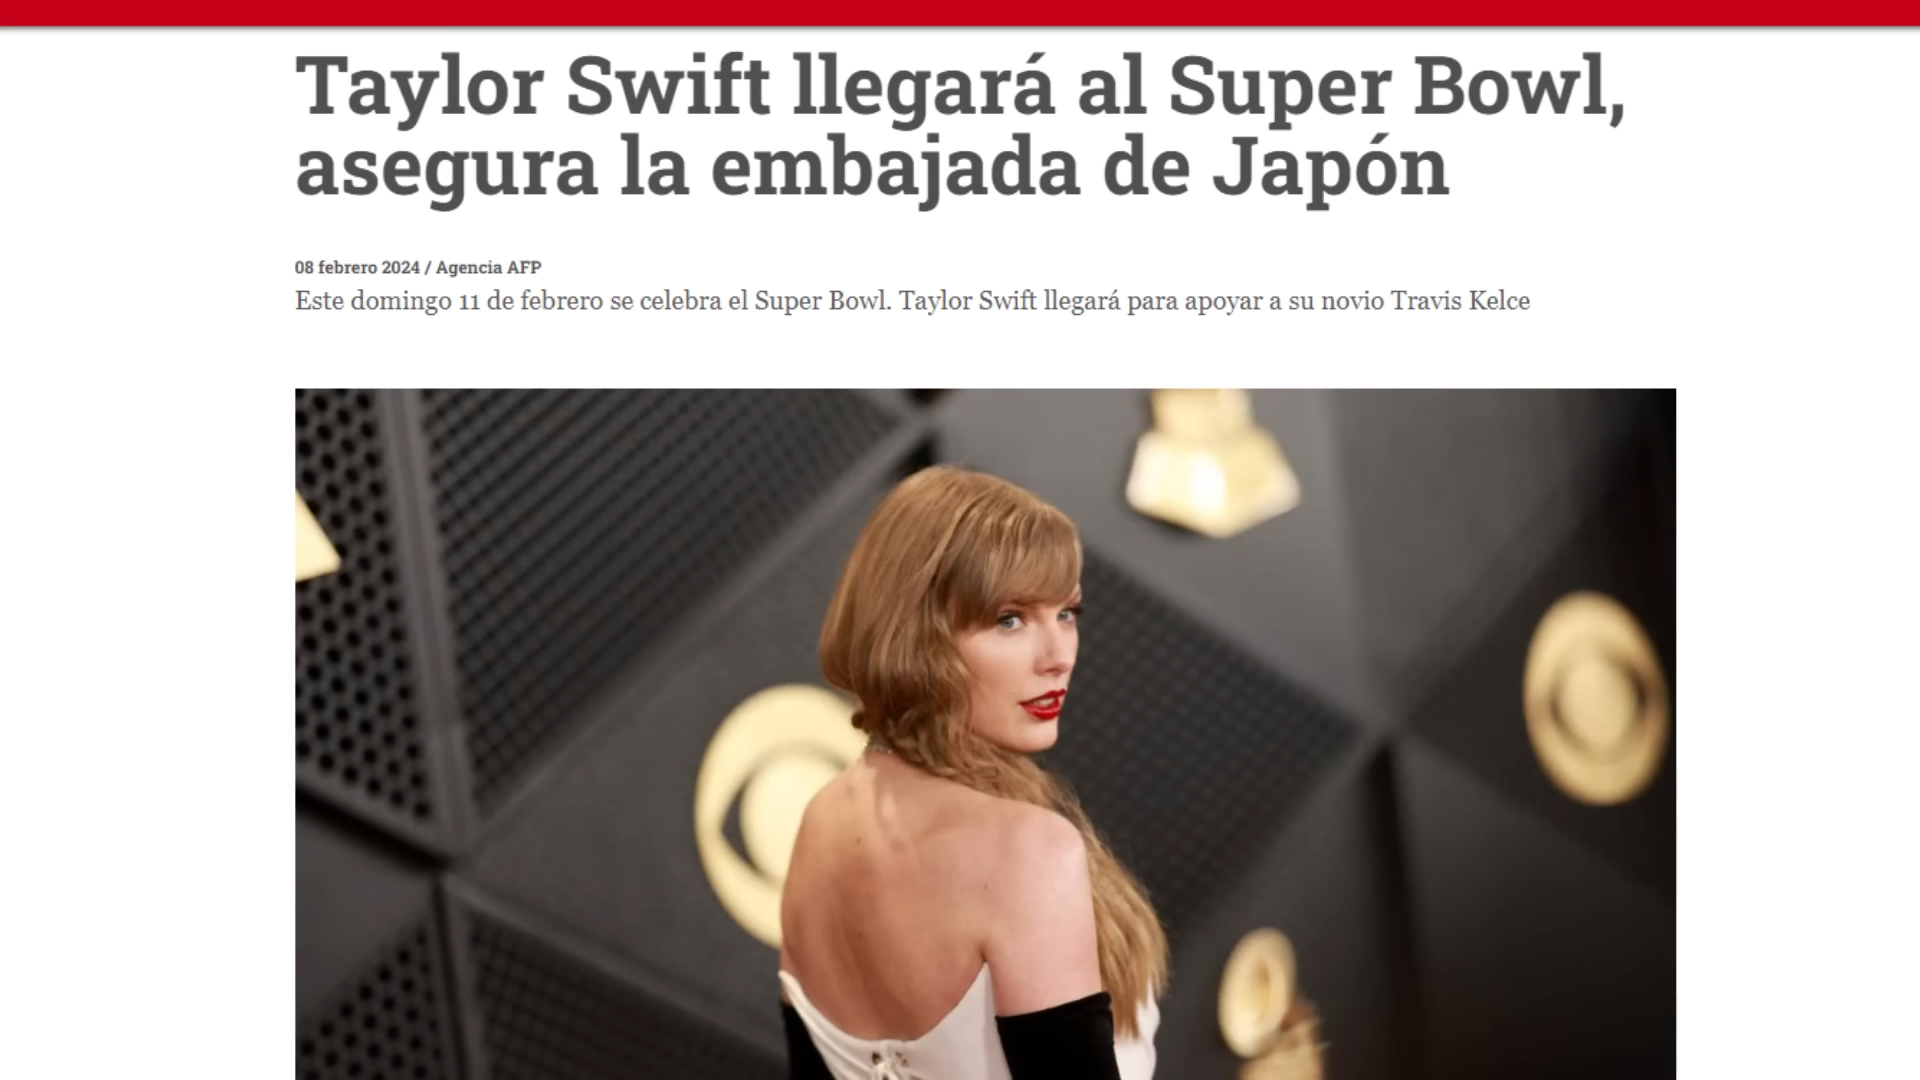 Taylor Swift llegará al Super Bowl,
asegura la embajada de Japón
08 febrero 2024 / Agencia AFP
Este domingo 11 de febrero se celebra el Super Bowl. Taylor Swift llegará para apoyar a su novio Travis Kelce